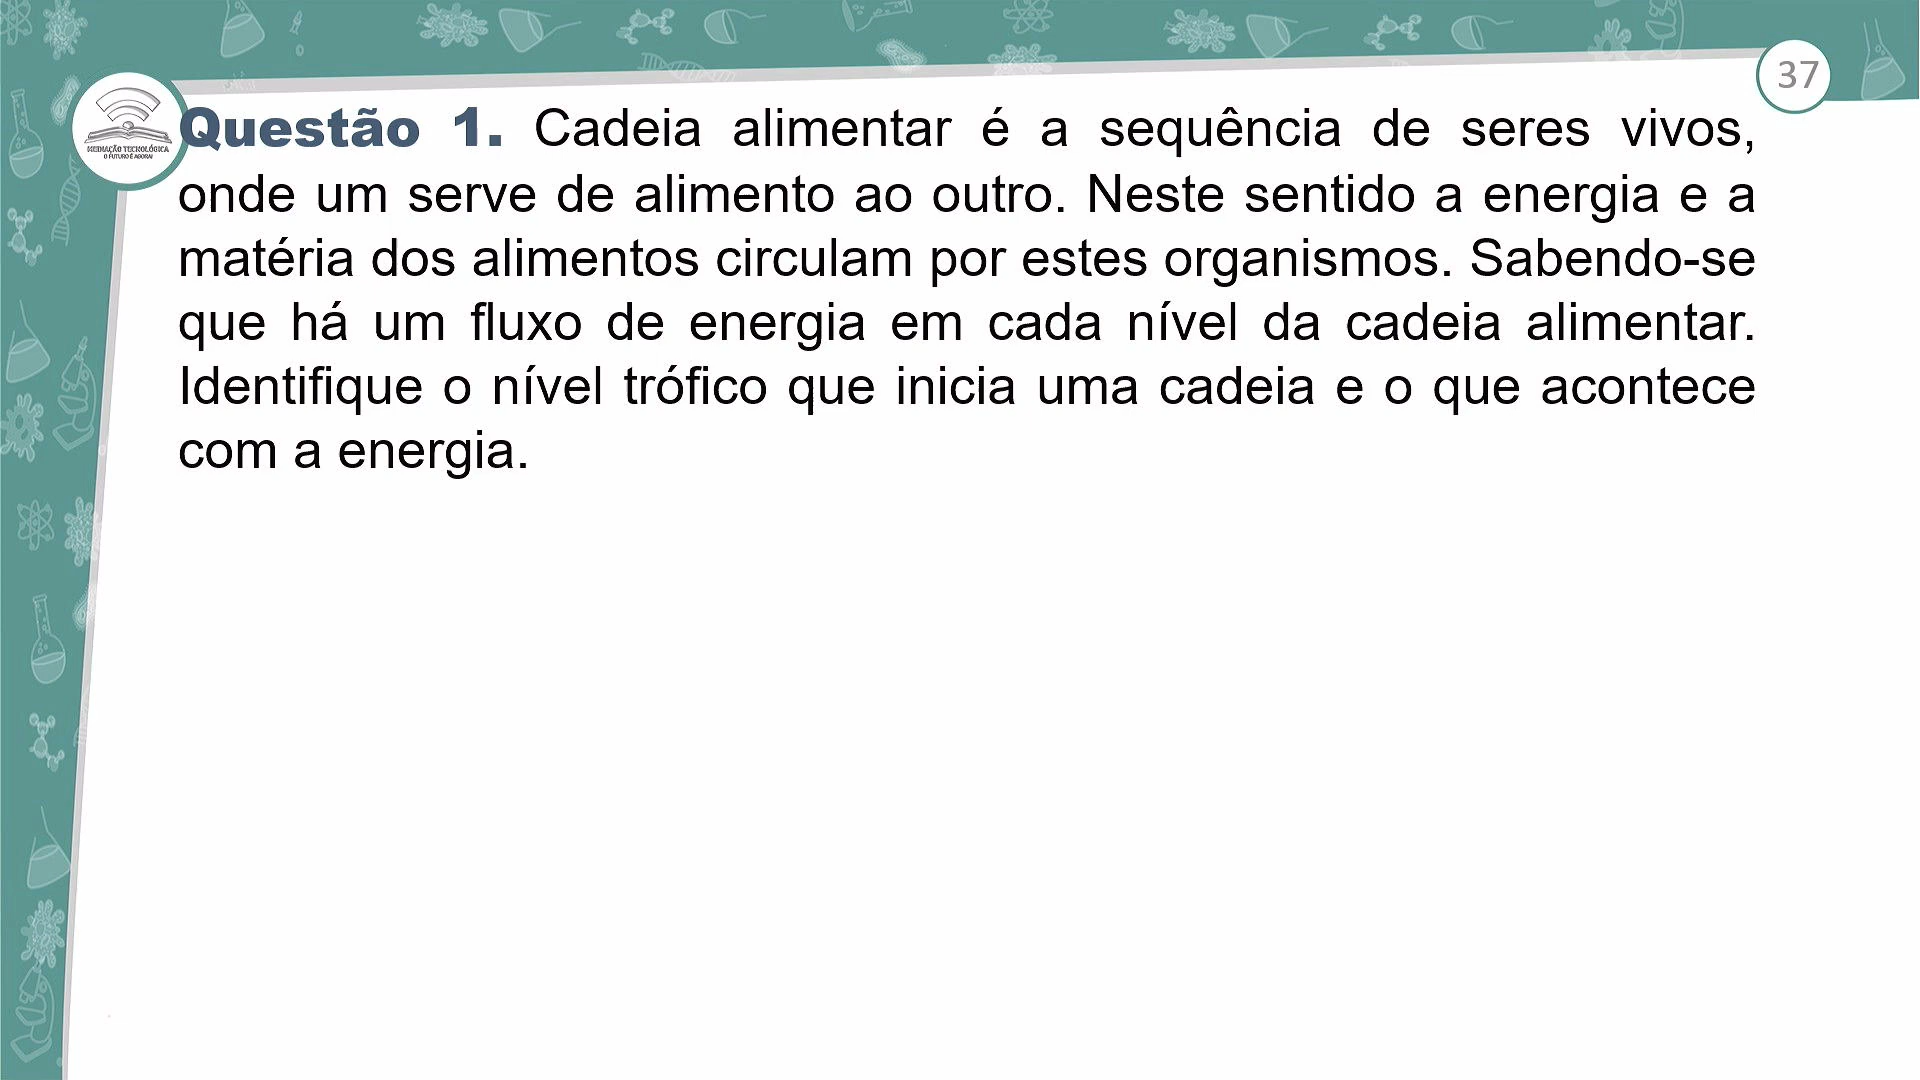 37
MEDIAÇÃO TECNOLÓGICA
O FUTURO É AGORA!
Questão 1. Cadeia alimentar é a sequência de seres vivos,
onde um serve de alimento ao outro. Neste sentido a energia e a
matéria dos alimentos circulam por estes organismos. Sabendo-se
que há um fluxo de energia em cada nível da cadeia alimentar.
Identifique o nível trófico que inicia uma cadeia e o que acontece
com a energia.